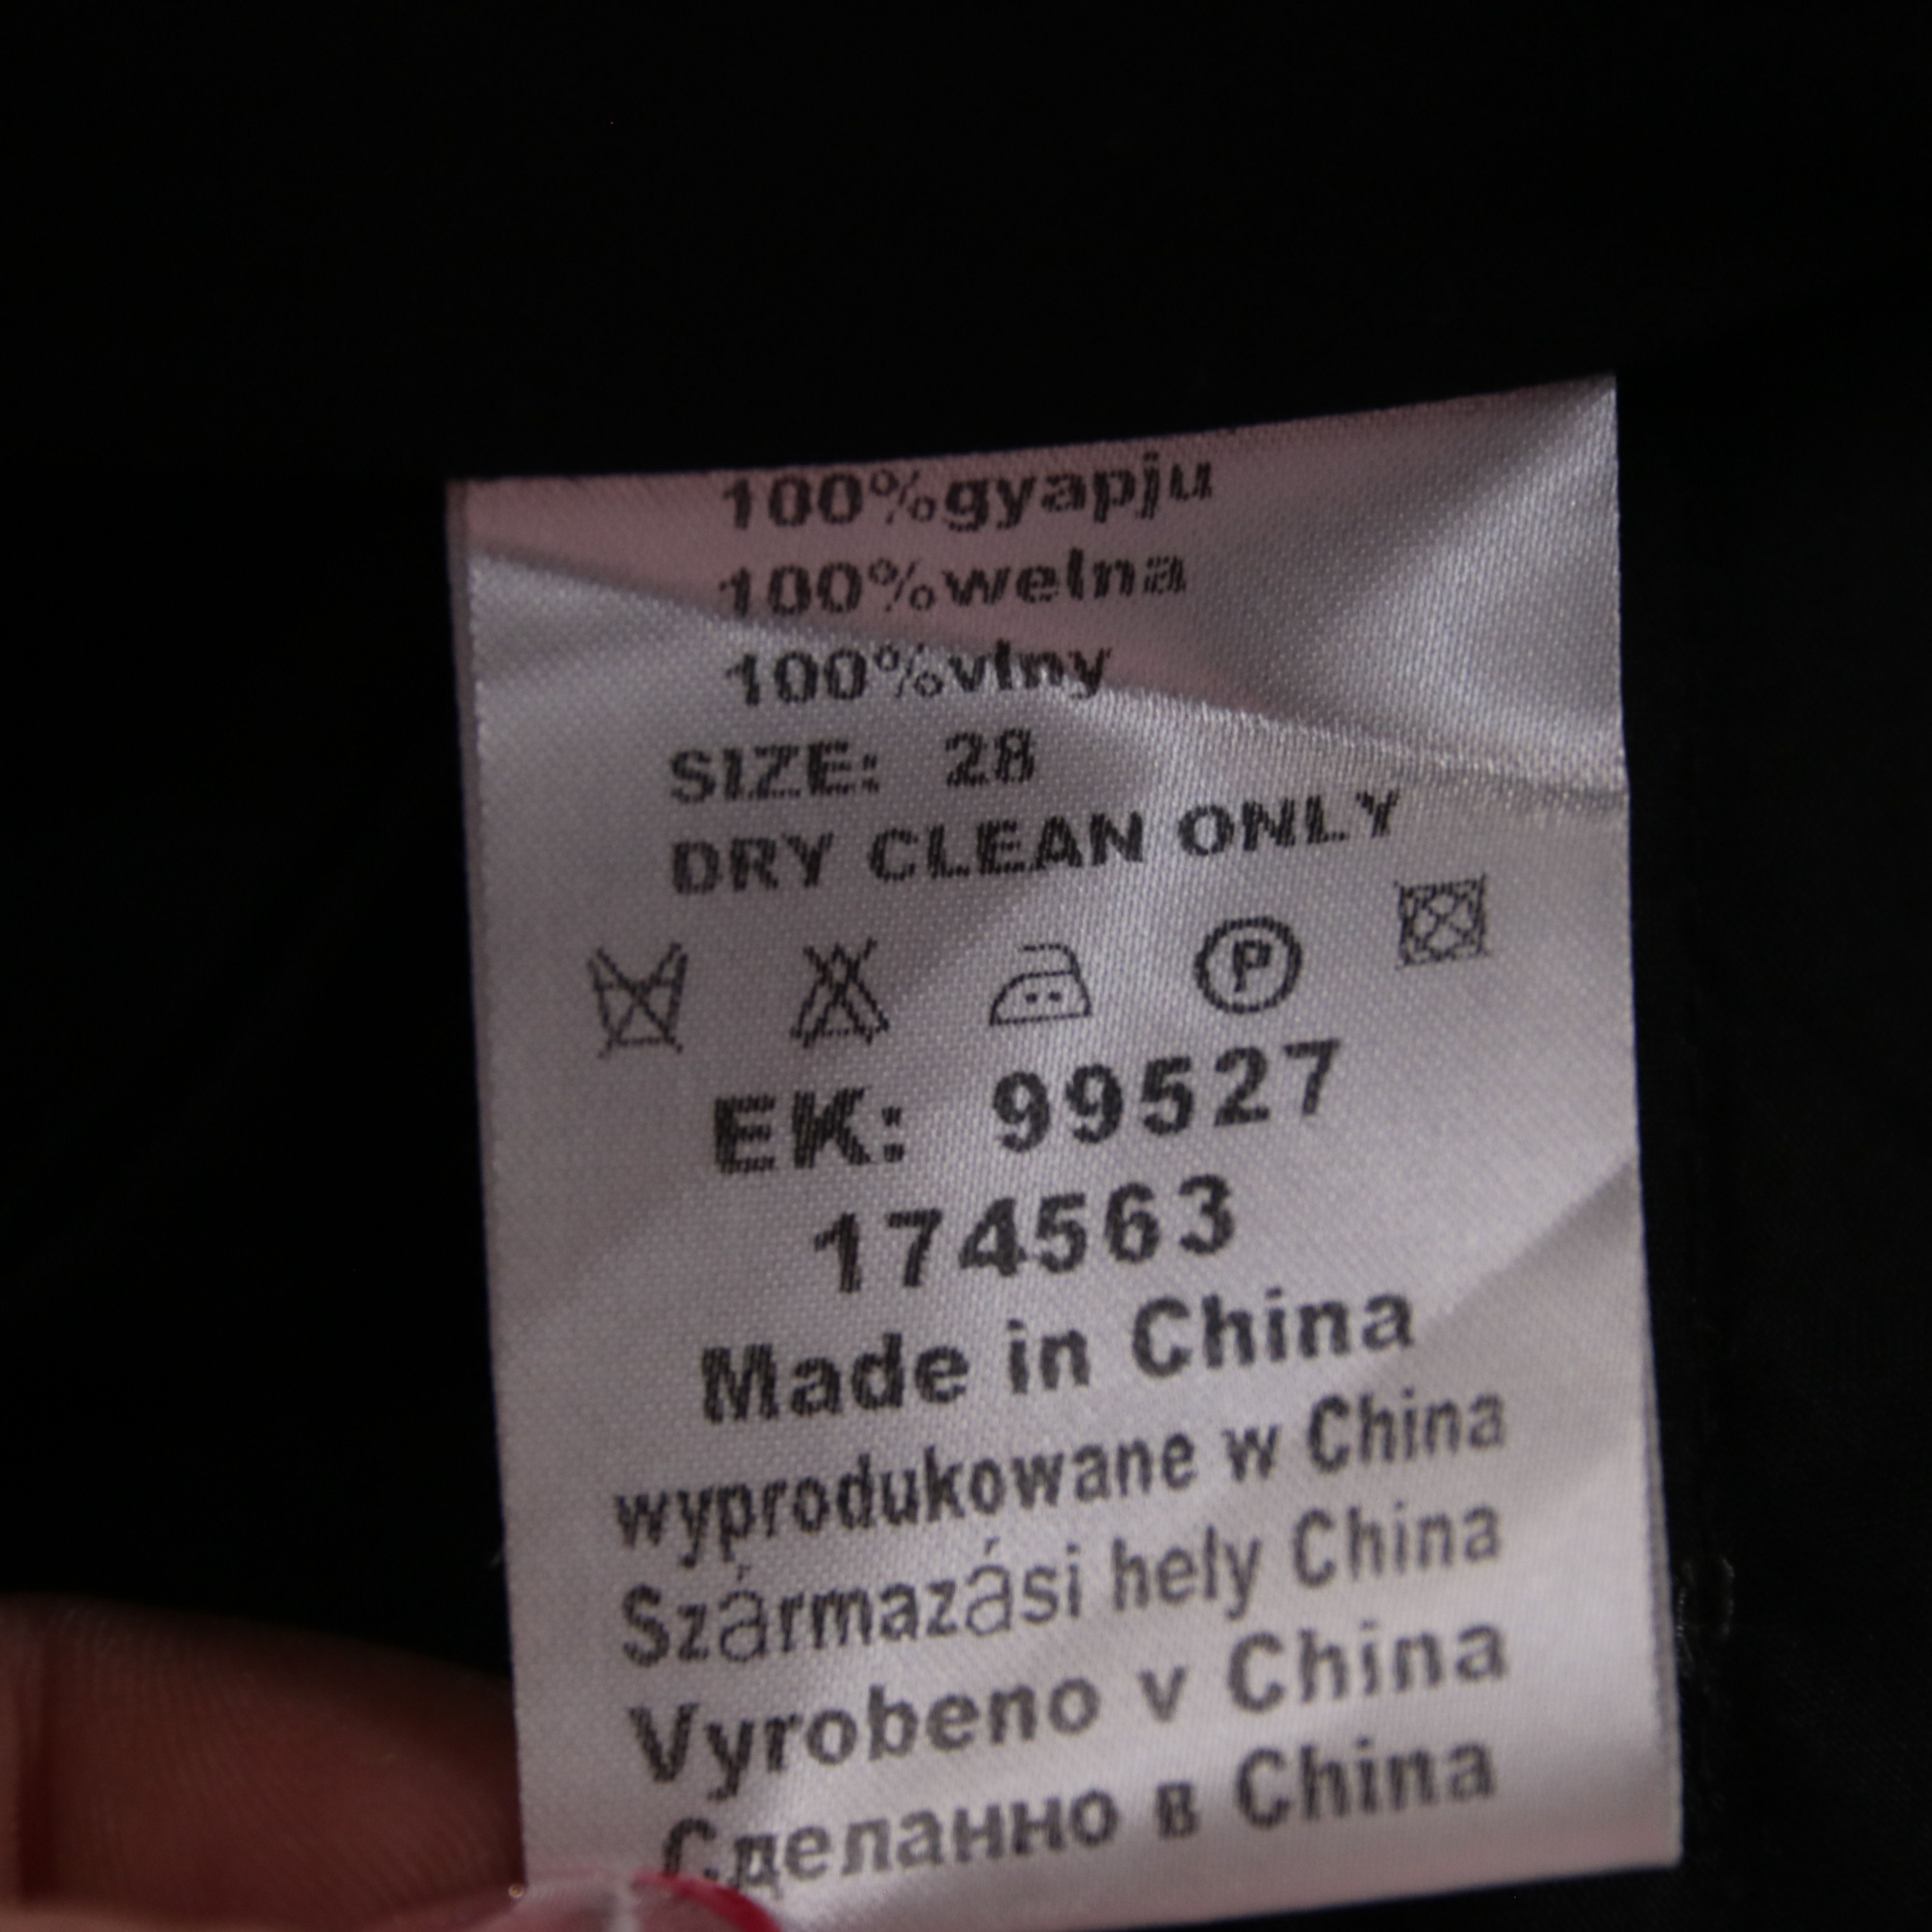 100%gyapju
100%welna
100%vlny
SIZE: 28
DRY CLEAN ONLY
P
EK: 99527
174563
Made in China
wyprodukowane w China
Származási hely China
Vyrobeno v China
Сделанно в China